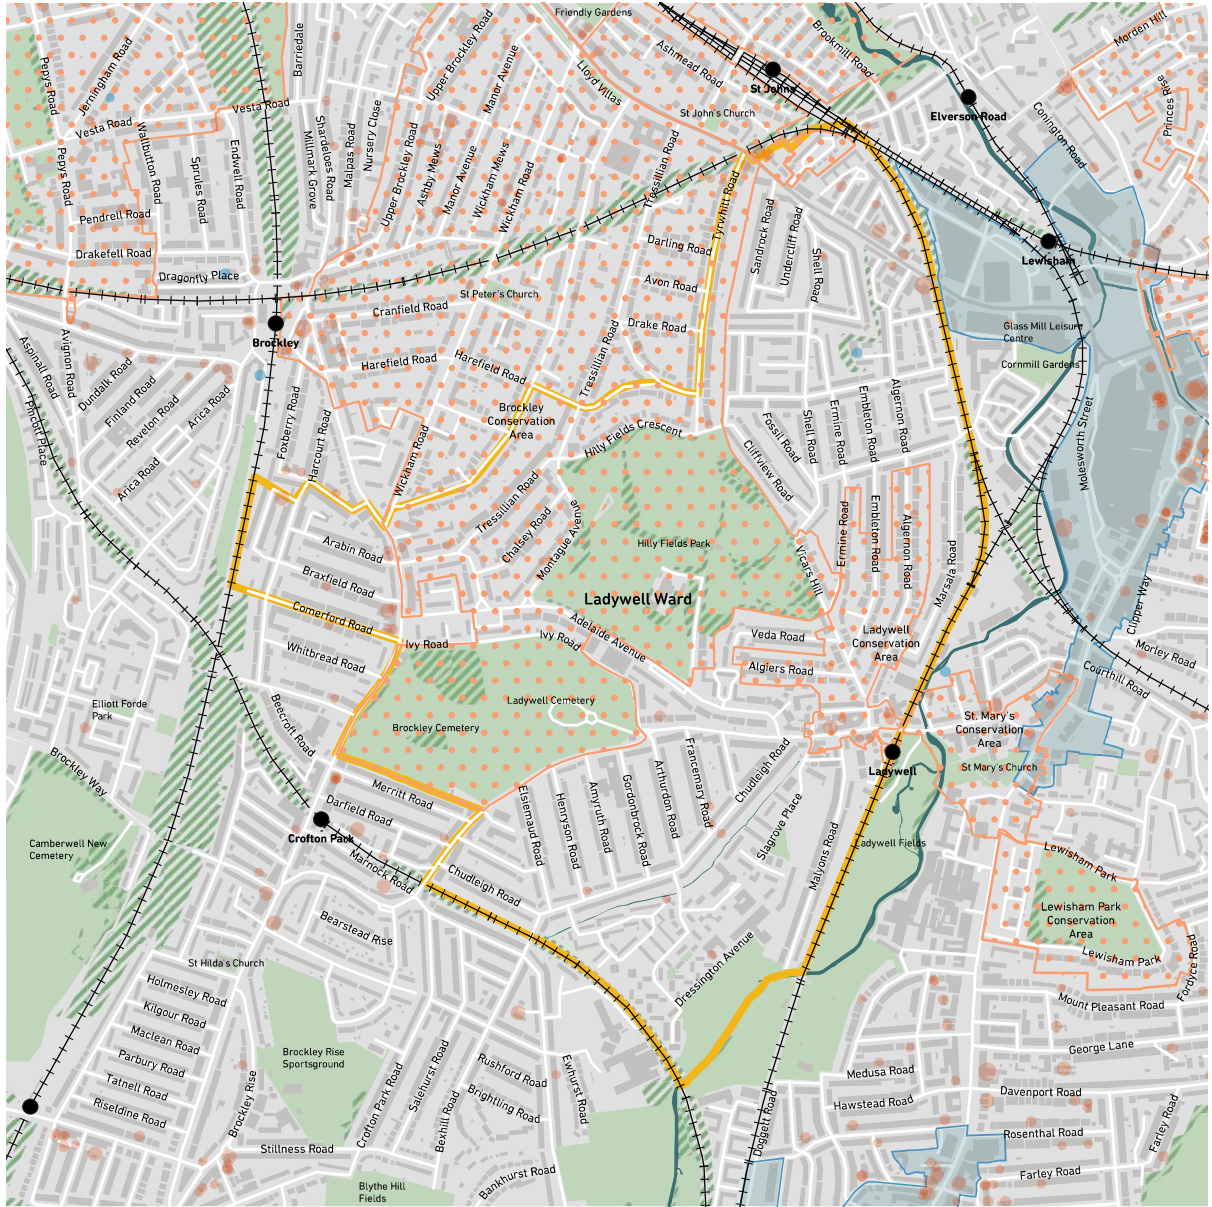 Friendly Gardens
Pepys Road
Jerningham Road
Barriedale
Upper Brockley Road
Manor Avenue
Lloyd Villas
Ashmead Road
Brookmill Road
Morden Hill
St Johns
Elverson Road
Conington Road
Princes Rise
Vesta Road
Vesta Road
St John's Church
Pepys Road
Wallbutton Road
Sprules Road
Endwell Road
Millmark Grove
Shardeloes Road
Malpas Road
Nursery Close
Upper Brockley Road
Ashby Mews
Manor Avenue
Wickham Mews
Wickham Road
Tressillian Road
Tyrwhitt Road
Pendrell Road
Drakefell Road
Dragonfly Place
Darling Road
Sandrock Road
Undercliff Road
Shell Road
Lewisham
Avon Road
St Peter's Church
Cranfield Road
Drake Road
Glass Mill Leisure
Centre
Brockley
Aspinall Road
Avignon Road
Harefield Road
Harefield Road
Tressillian Road
Cornmill Gardens
Dundalk Road
Finland Road
Revelon Road
Arica Road
Pincott Place
Foxberry Road
Harcourt Road
Brockley
Conservation
Area
Wickham Road
Hilly Fields Crescent
Fossil Road
Shell Road
Ermine Road
Embleton Road
Algernon Road
Molesworth Street
Cliffview Road
Arica Road
Tressillian Road
Chalsey Road
Montague Avenue
Hilly Fields Park
Arabin Road
Braxfield Road
Vicars Hill
Ermine Road
Embleton Road
Algernon Road
Marsala Road
Ladywell Ward
Comerford Road
Ivy Road
Ivy Road
Adelaide Avenue
Veda Road
Ladywell
Conservation
Area
Clipper Way
Morley Road
Whitbread Road
Algiers Road
Courthill Road
Elliott Forde
Park
Beecroft Road
Ladywell Cemetery
Brockley Cemetery
St. Mary's
Conservation
Area
Brockley Way
Francemary Road
Chudleigh Road
Ladywell
St Mary's Church
Merritt Road
Darfield Road
Crofton Park
Elsiemaud Road
Henryson Road
Amyruth Road
Gordonbrock Road
Arthurdon Road
Slagrove Place
Malyons Road
Ladywell Fields
Camberwell New
Cemetery
Marnock Road
Chudleigh Road
Lewisham Park
Lewisham Park
Conservation
Area
Bearstead Rise
Dressington Avenue
Lewisham Park
Fordyce Road
St Hilda's Church
Holmesley Road
Kilgour Road
Maclean Road
Parbury Road
Tatnell Road
Riseldine Road
Mount Pleasant Road
Brockley Rise
Sportsground
George Lane
Brockley Rise
Crofton Park Road
Salehurst Road
Rushford Road
Brightling Road
Bexhill Road
Ewhurst Road
Medusa Road
Hawstead Road
Davenport Road
Doggett Road
Rosenthal Road
Farley Road
Farley Road
Stillness Road
Bankhurst Road
Blythe Hill
Fields